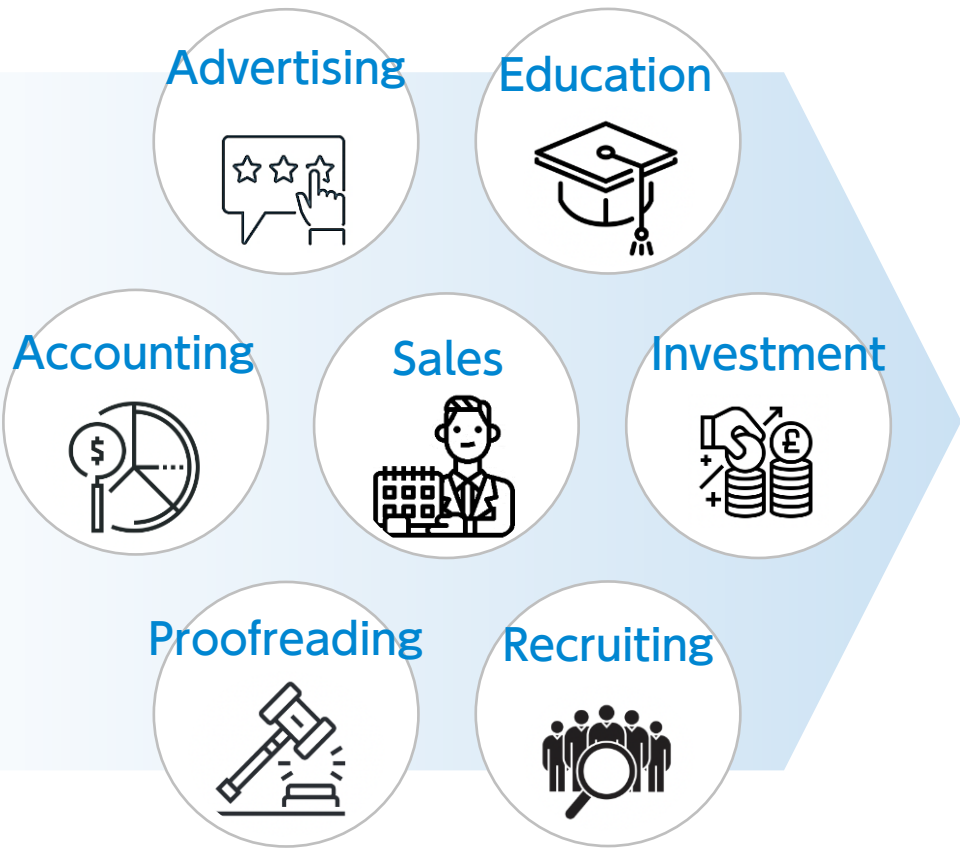 Advertising
Education
Accounting
Sales
Investment
$
£
Proofreading
Recruiting